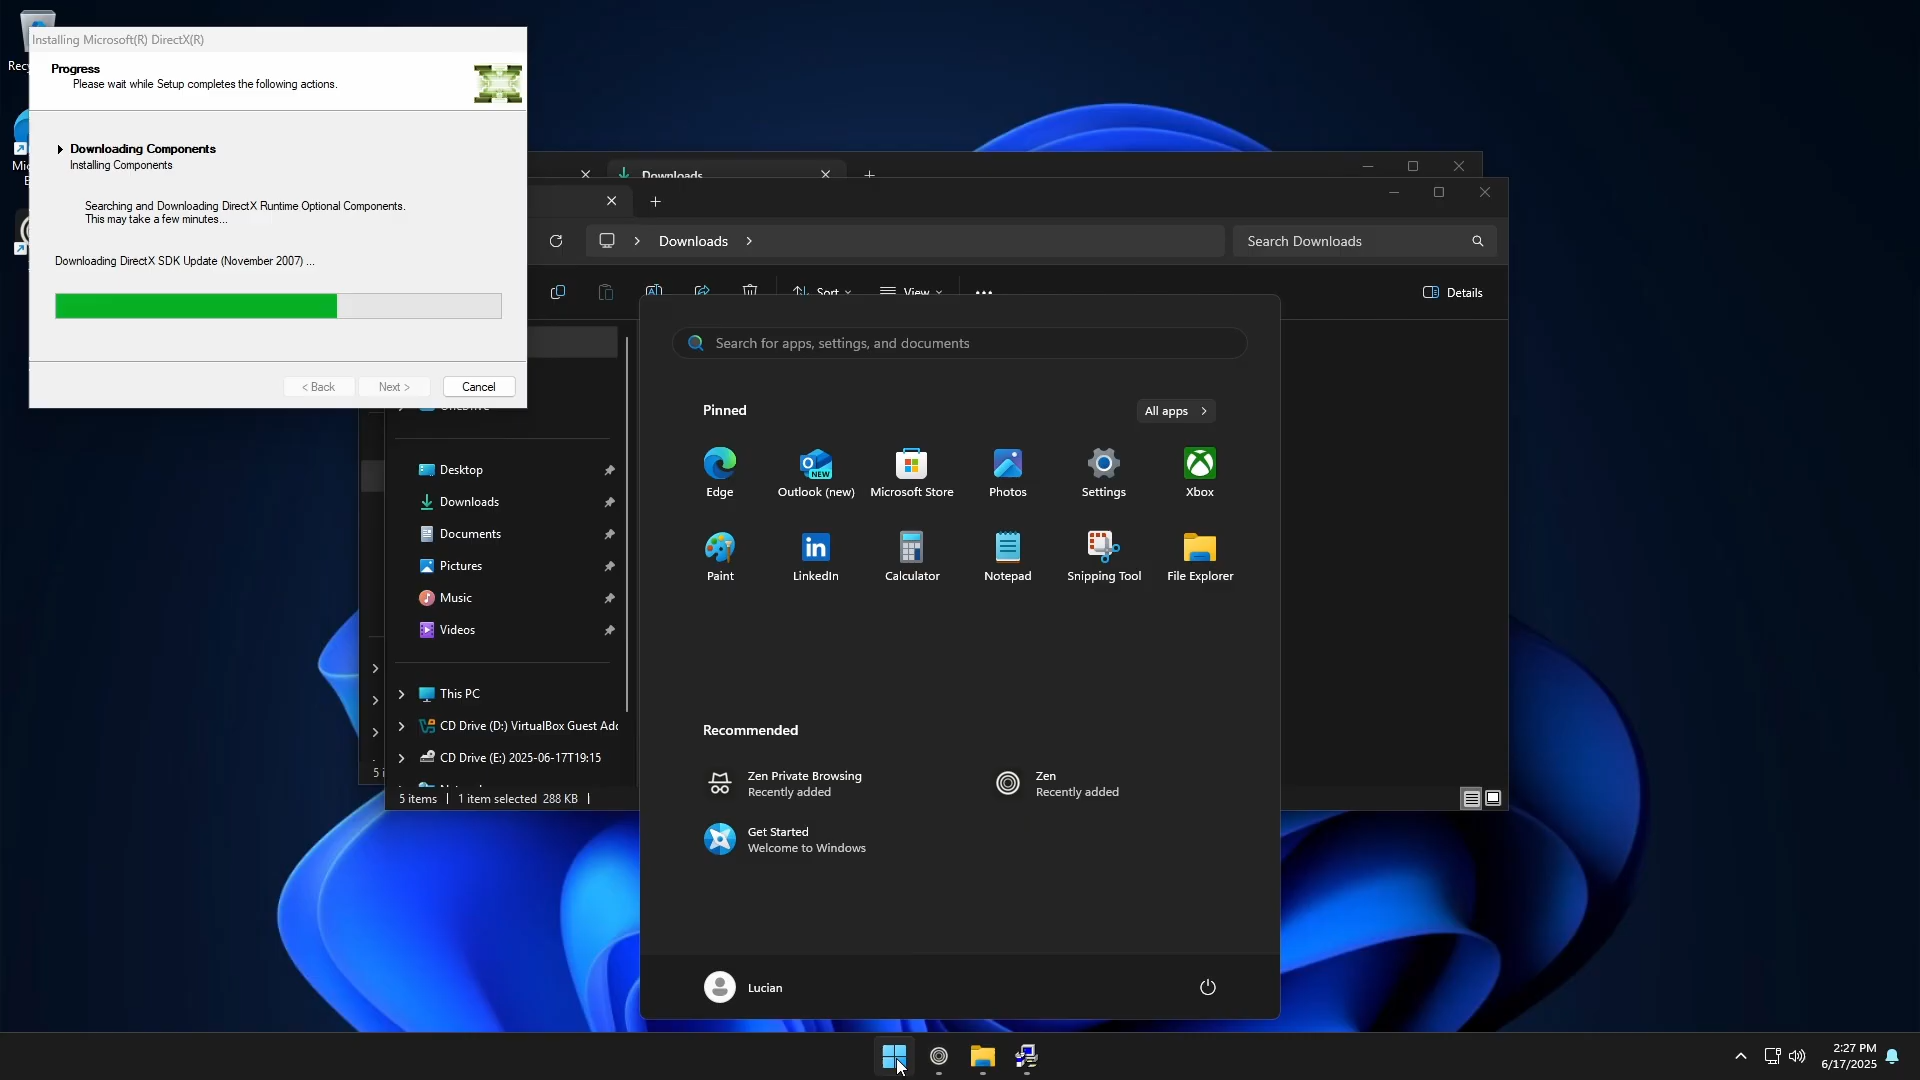 Installing Microsoft(R) DirectX(R)
Progress
Please wait while Setup completes the following actions.
Downloading Components
Installing Components
Searching and Downloading DirectX Runtime Optional Components.
This may take a few minutes...
Downloading DirectX SDK Update (November 2007) ...
< Back
Next >
Cancel
Downloads
Downloads
Search Downloads
Sort
View
Details
Desktop
Downloads
Documents
Pictures
Music
Videos
This PC
CD Drive (D:) VirtualBox Guest
CD Drive (E:) 2025-06-17T19:15
5 items
1 item selected 288 KB
Search for apps, settings, and documents
Pinned
All apps
Edge
Outlook (new)
Microsoft Store
Photos
Settings
Xbox
Paint
LinkedIn
Calculator
Notepad
Snipping Tool
File Explorer
Recommended
Zen Private Browsing
Recently added
Zen
Recently added
Get Started
Welcome to Windows
Lucian
2:27 PM
6/17/2025